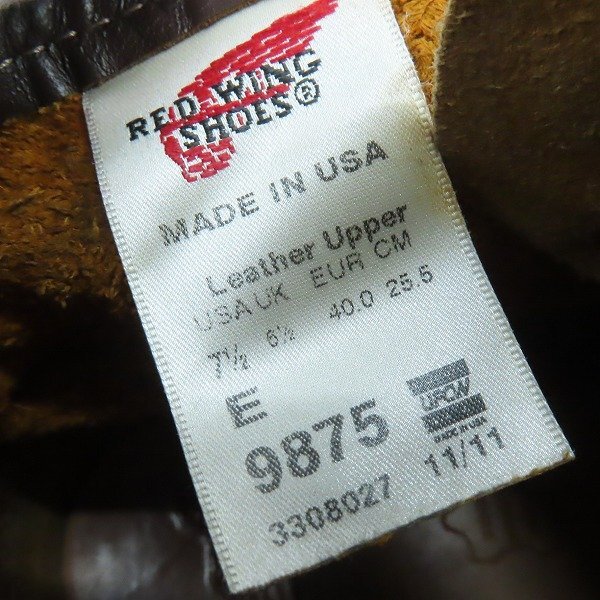 RED WING
SHOES®
MADE IN USA
Leather Upper
USA UK EUR CM
7½ 6½ 40.0 25.5
E
UFCW
MADE IN USA
9875 11/11
3308027